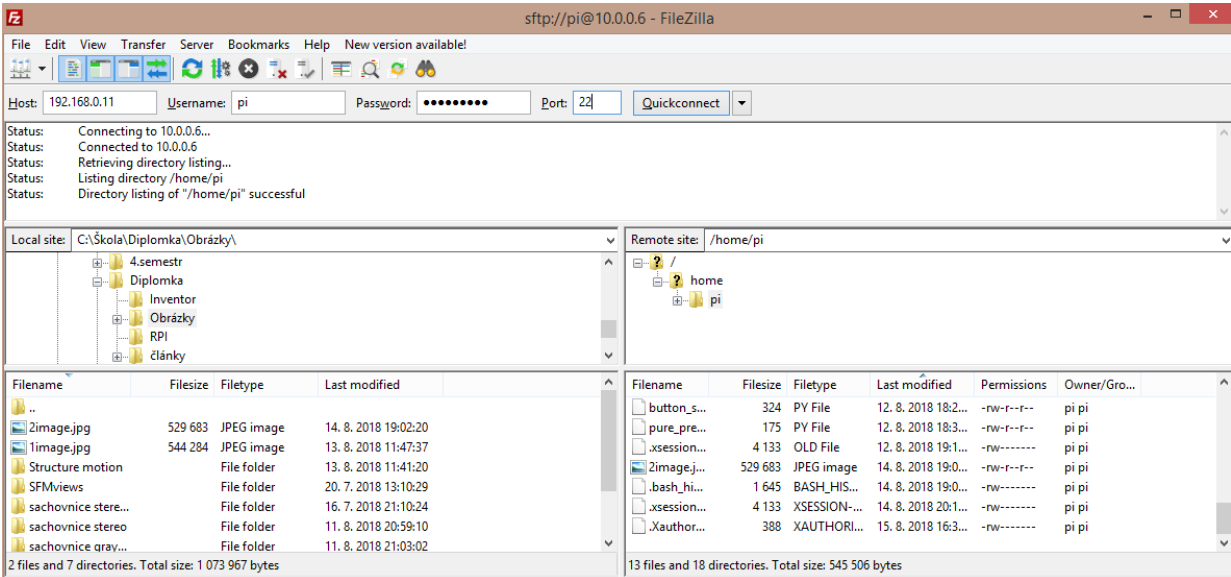 sftp://pi@10.0.0.6 - FileZilla
File Edit View Transfer Server Bookmarks Help New version available!
Host: 192.168.0.11 Username: pi Password: ●●●●●●●●● Port: 22 Quickconnect
Status: Connecting to 10.0.0.6...
Status: Connected to 10.0.0.6
Status: Retrieving directory listing...
Status: Listing directory /home/pi
Status: Directory listing of "/home/pi" successful
Local site: C:\Škola\Diplomka\Obrázky\
4.semestr
Diplomka
Inventor
Obrázky
RPI
články
Filename Filesize Filetype Last modified
..
2image.jpg 529 683 JPEG image 14. 8. 2018 19:02:20
1image.jpg 544 284 JPEG image 13. 8. 2018 11:47:37
Structure motion File folder 13. 8. 2018 11:41:20
SFMviews File folder 20. 7. 2018 13:10:29
sachovnice stere... File folder 16. 7. 2018 21:10:24
sachovnice stereo File folder 11. 8. 2018 20:59:10
sachovnice gray... File folder 11. 8. 2018 21:03:02
2 files and 7 directories. Total size: 1 073 967 bytes
Remote site: /home/pi
/
home
pi
Filename Filesize Filetype Last modified Permissions Owner/Gro...
button_s... 324 PY File 12. 8. 2018 18:2... -rw-r--r-- pi pi
pure_pre... 175 PY File 12. 8. 2018 18:3... -rw-r--r-- pi pi
.xsession... 4 133 OLD File 12. 8. 2018 19:1... -rw------- pi pi
2image.j... 529 683 JPEG image 14. 8. 2018 19:0... -rw-r--r-- pi pi
.bash_hi... 1 645 BASH_HIS... 14. 8. 2018 19:0... -rw------- pi pi
.xsession... 4 133 XSESSION-... 14. 8. 2018 20:1... -rw------- pi pi
.Xauthor... 388 XAUTHORI... 15. 8. 2018 16:3... -rw------- pi pi
13 files and 18 directories. Total size: 545 506 bytes